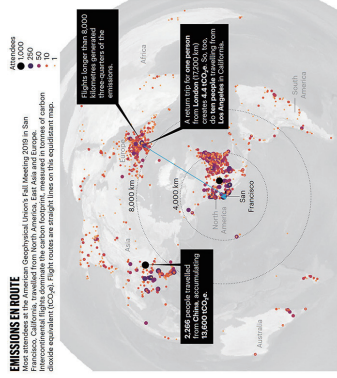 EMISSIONS EN ROUTE
Most attendees at the American Geophysical Union's Fall Meeting 2019 in San
Francisco, California, travelled from North America, East Asia and Europe.
Intercontinental flights dominate the carbon footprint, measured in tonnes of carbon
dioxide equivalent (tCO₂e). Flight routes are straight lines on this equidistant map.
Attendees
1,000
250
50
10
1
Flights longer than 8,000
kilometres generated
three-quarters of the
emissions.
Africa
Europe
8,000 km
Asia
4,000 km
A return trip for one person
from London (17,200 km)
creates 4.4 tCO₂e. So, too,
do ten people travelling from
Los Angeles in California.
2,266 people travelled
from China, accumulating
13,600 tCO₂e.
North
America
San
Francisco
South
America
Australia